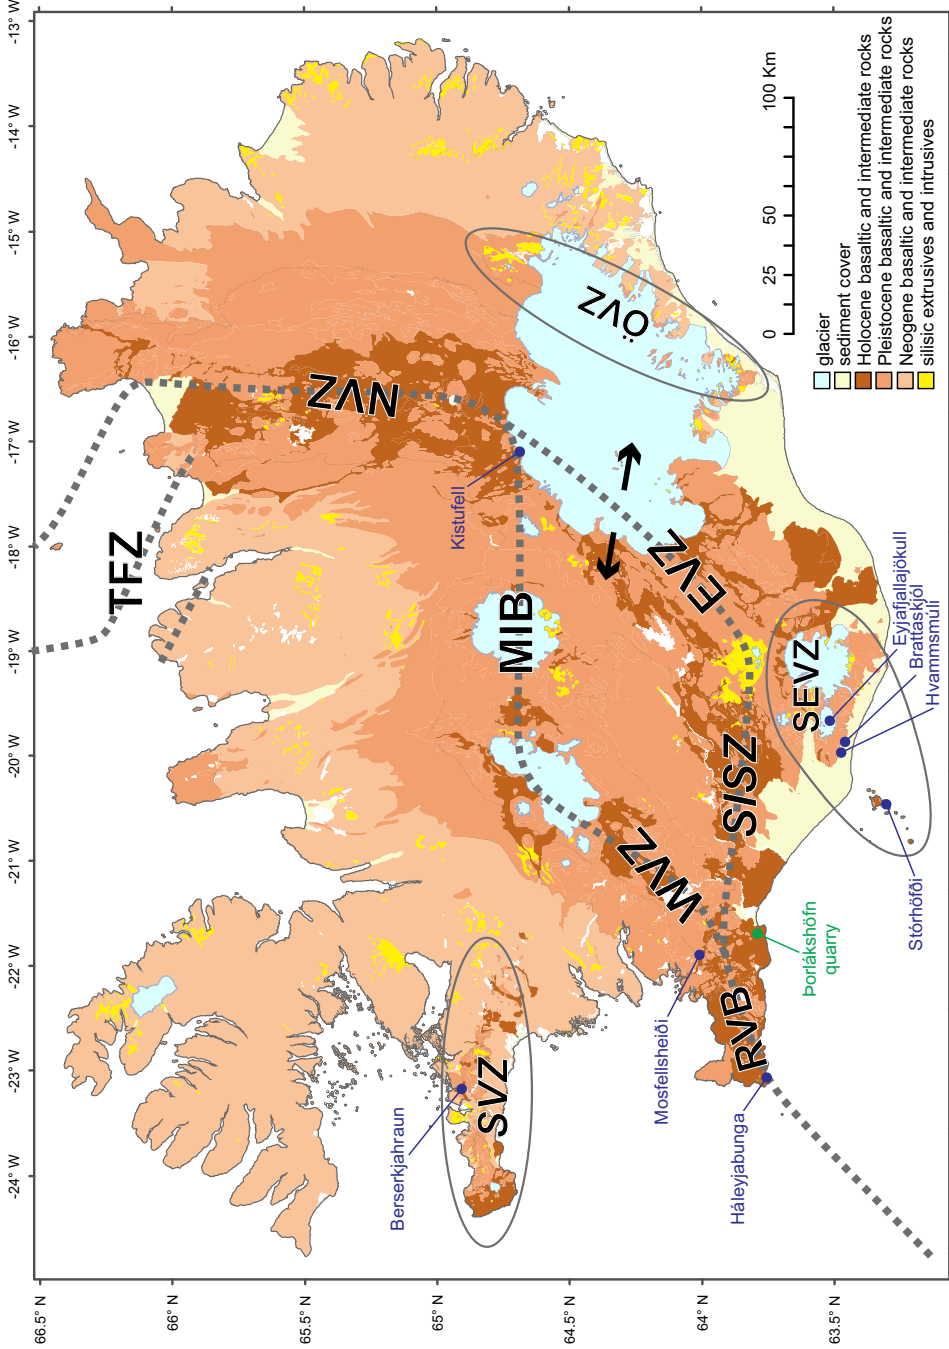 -24° W
-23° W
-22° W
-21° W
-20° W
-19° W
-18° W
-17° W
-16° W
-15° W
-14° W
-13° W
66.5° N
66° N
65.5° N
65° N
64.5° N
64° N
63.5° N
TFZ
NVZ
Kistufell
MIB
ÖVZ
EVZ
SVZ
Berserkjahraun
WVZ
SISZ
SEVZ
RVB
Mosfellsheiði
Háleyjabunga
Þorlákshöfn
quarry
Stórhöfði
Eyjafjallajökull
Brattaskjól
Hvammsmúli
0 25 50 100 Km
glacier
sediment cover
Holocene basaltic and intermediate rocks
Pleistocene basaltic and intermediate rocks
Neogene basaltic and intermediate rocks
silisic extrusives and intrusives